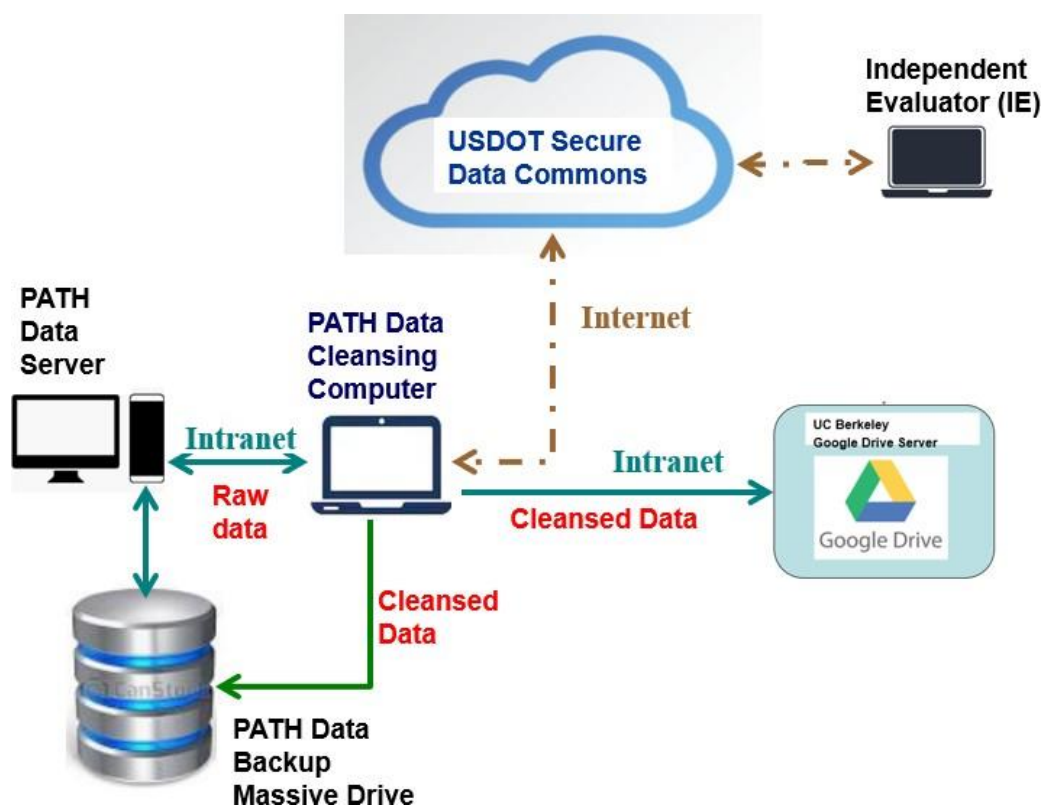 USDOT Secure
Data Commons
Independent
Evaluator (IE)
PATH
Data
Server
PATH Data
Cleansing
Computer
Internet
Intranet
Raw
data
Intranet
Cleansed Data
UC Berkeley
Google Drive Server
Google Drive
Cleansed
Data
CanStock
PATH Data
Backup
Massive Drive